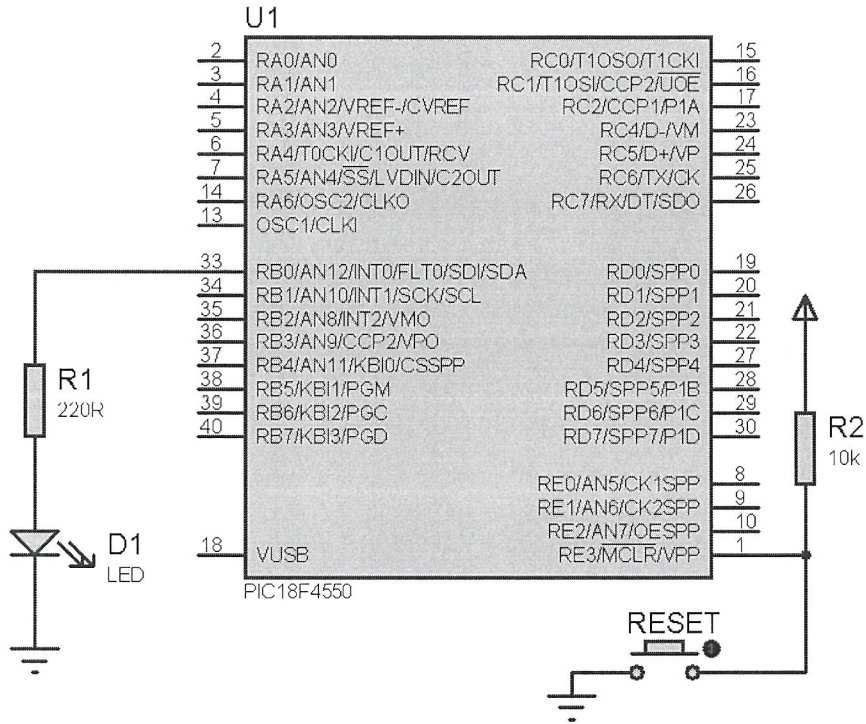 U1
2 RA0/AN0 RC0/T1OSO/T1CKI 15
3 RA1/AN1 RC1/T1OSI/CCP2/UOE 16
4 RA2/AN2/VREF-/CVREF RC2/CCP1/P1A 17
5 RA3/AN3/VREF+ RC4/D-/VM 23
6 RA4/T0CKI/C1OUT/RCV RC5/D+/VP 24
7 RA5/AN4/SS/LVDIN/C2OUT RC6/TX/CK 25
14 RA6/OSC2/CLKO RC7/RX/DT/SDO 26
13 OSC1/CLKI
33 RB0/AN12/INT0/FLT0/SDI/SDA RD0/SPP0 19
34 RB1/AN10/INT1/SCK/SCL RD1/SPP1 20
35 RB2/AN8/INT2/VMO RD2/SPP2 21
36 RB3/AN9/CCP2/VPO RD3/SPP3 22
37 RB4/AN11/KBI0/CSSPP RD4/SPP4 27
38 RB5/KBI1/PGM RD5/SPP5/P1B 28
39 RB6/KBI2/PGC RD6/SPP6/P1C 29
40 RB7/KBI3/PGD RD7/SPP7/P1D 30
R1
220R
R2
10k
RE0/AN5/CK1SPP 8
RE1/AN6/CK2SPP 9
RE2/AN7/OESPP 10
18 VUSB RE3/MCLR/VPP 1
D1
LED
PIC18F4550
RESET